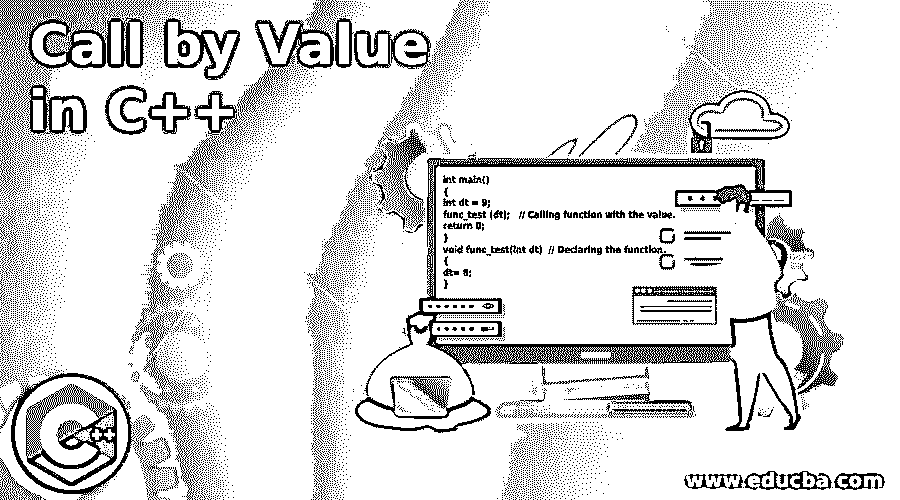 Call by Value
in C++
int main()
{
int dt = 9;
func_test (dt);   // Calling function with the value.
return 0;
}
void func_test(int dt)  // Declaring the function.
{
dt= 6;
}
C++
www.educba.com